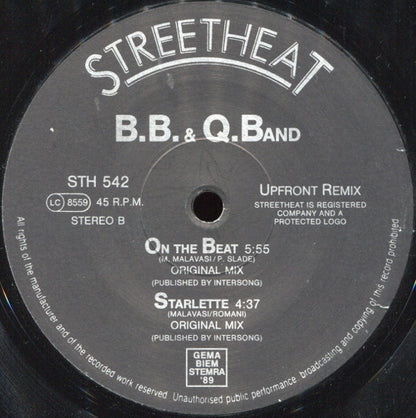 STREETHEAT
B.B. & Q.BAND
STH 542
LC 8559 45 R.P.M.
STEREO B
UPFRONT REMIX
STREETHEAT IS REGISTERED
COMPANY AND A
PROTECTED LOGO
ON THE BEAT 5:55
(M. MALAVASI/P. SLADE)
ORIGINAL MIX
(PUBLISHED BY INTERSONG)
STARLETTE 4:37
(MALAVASI/ROMANI)
ORIGINAL MIX
(PUBLISHED BY INTERSONG)
GEMA
BIEM
STEMRA
'89
All rights of the manufacturer and of the owner of the recorded work reserved. Unauthorised public performance, broadcasting and copying of this record prohibited